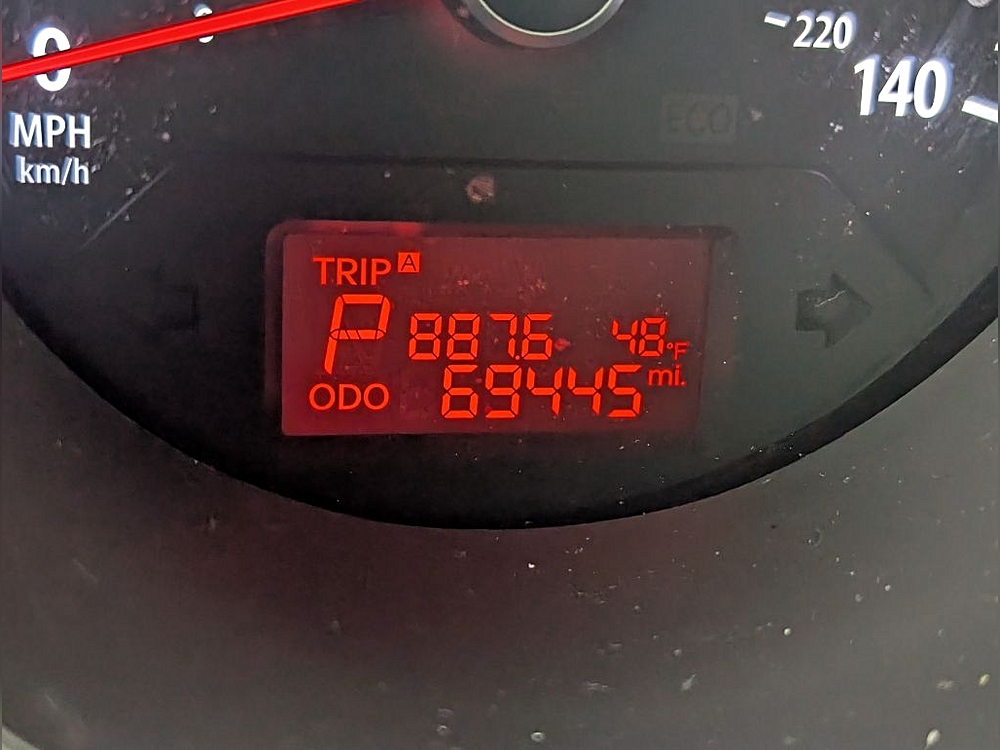 0
220
140
MPH
km/h
ECO
TRIP A
P 887.6 48°F
ODO 69445 mi.